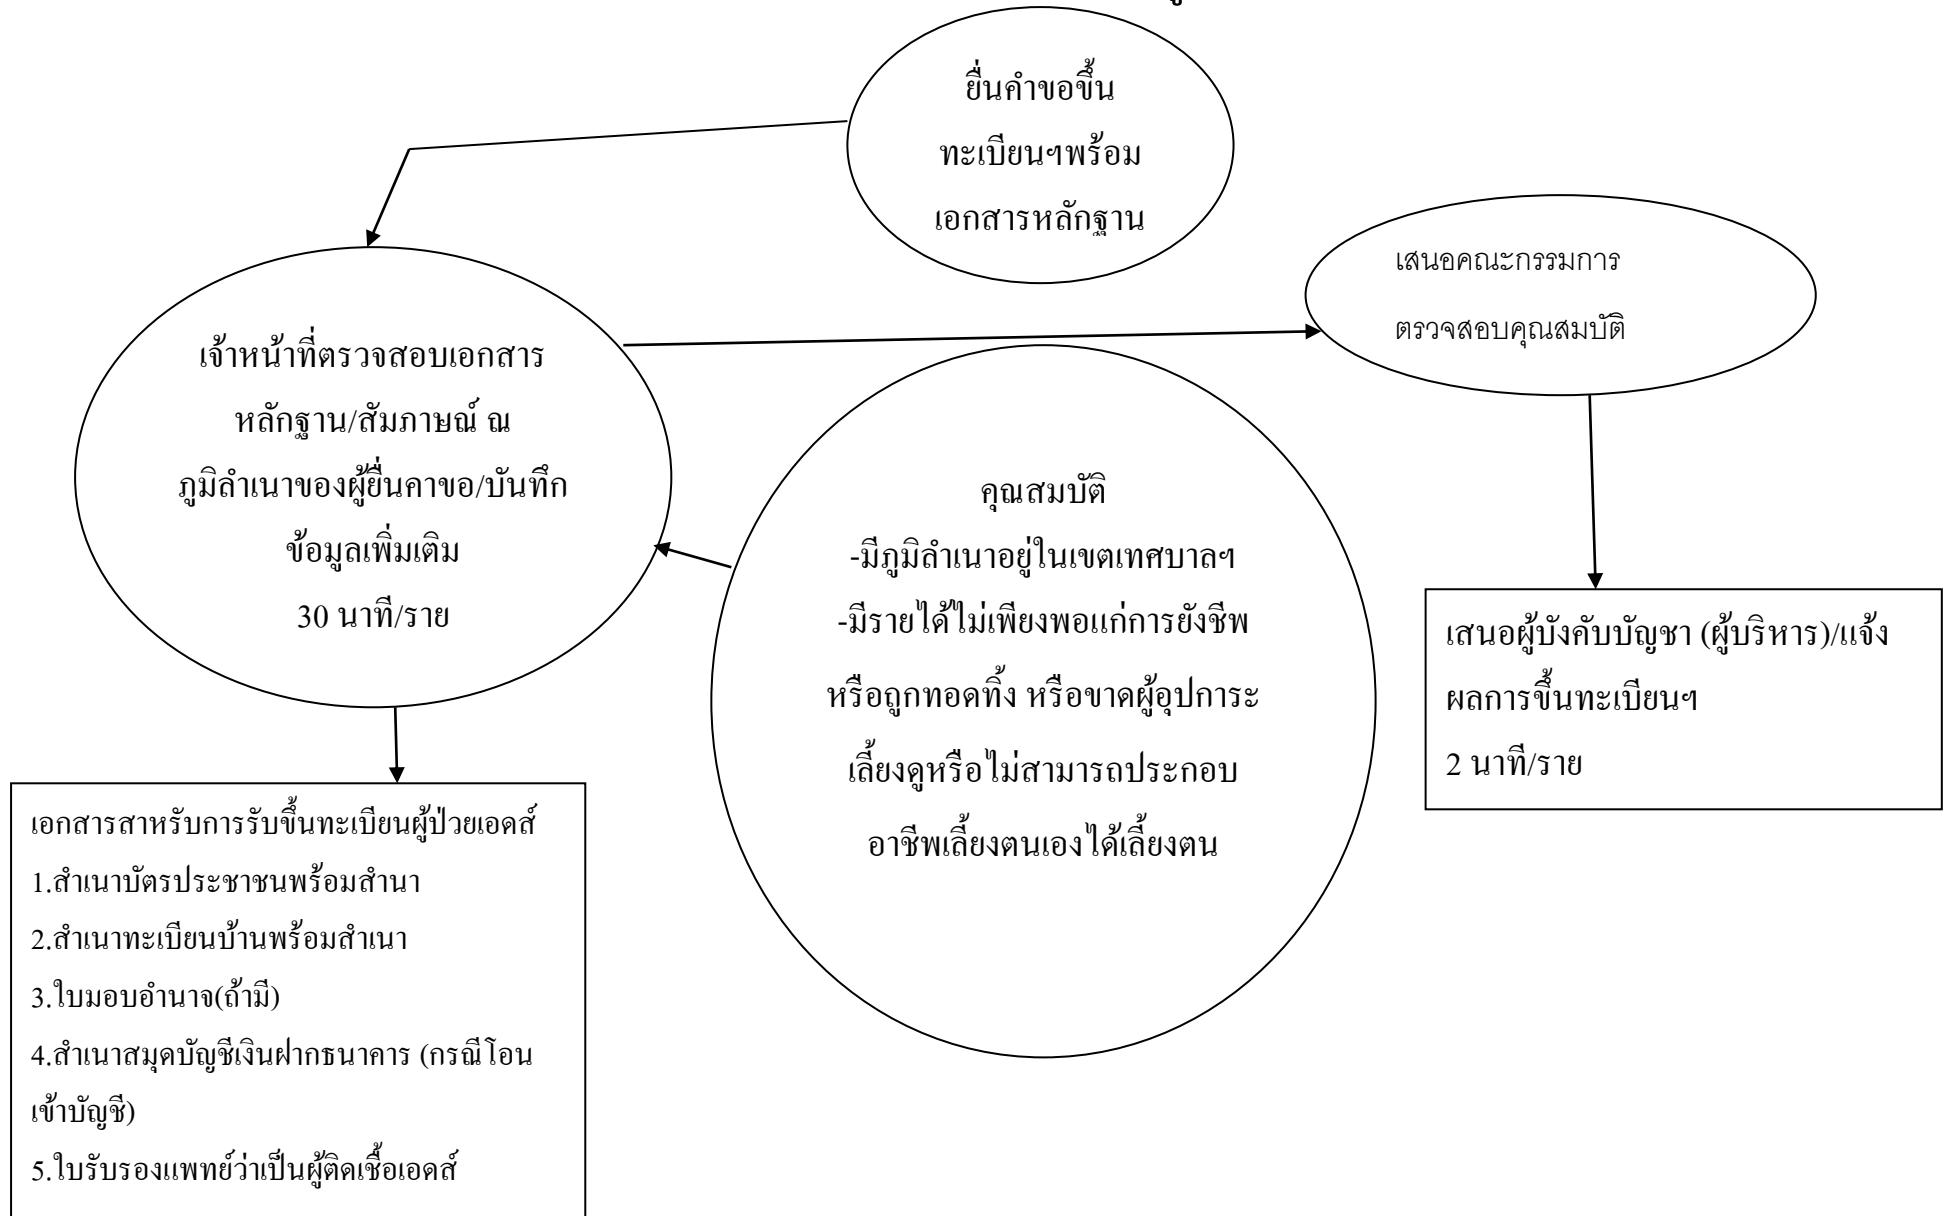 ยื่นคำขอขึ้น
ทะเบียนฯพร้อม
เอกสารหลักฐาน
เสนอคณะกรรมการ
ตรวจสอบคุณสมบัติ
เจ้าหน้าที่ตรวจสอบเอกสาร
หลักฐาน/สัมภาษณ์ ณ
ภูมิลำเนาของผู้ยื่นคาขอ/บันทึก
ข้อมูลเพิ่มเติม
30 นาที/ราย
คุณสมบัติ
-มีภูมิลำเนาอยู่ในเขตเทศบาลฯ
-มีรายได้ไม่เพียงพอแก่การยังชีพ
หรือถูกทอดทิ้ง หรือขาดผู้อุปการะ
เลี้ยงดูหรือไม่สามารถประกอบ
อาชีพเลี้ยงตนเองได้เลี้ยงตน
เสนอผู้บังคับบัญชา (ผู้บริหาร)/แจ้ง
ผลการขึ้นทะเบียนฯ
2 นาที/ราย
เอกสารสาหรับการรับขึ้นทะเบียนผู้ป่วยเอดส์
1.สำเนาบัตรประชาชนพร้อมสำนา
2.สำเนาทะเบียนบ้านพร้อมสำเนา
3.ใบมอบอำนาจ(ถ้ามี)
4.สำเนาสมุดบัญชีเงินฝากธนาคาร (กรณีโอน
เข้าบัญชี)
5.ใบรับรองแพทย์ว่าเป็นผู้ติดเชื้อเอดส์